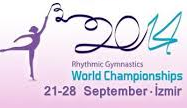 2014
Rhythmic Gymnastics
World Championships
21-28 September · İzmir